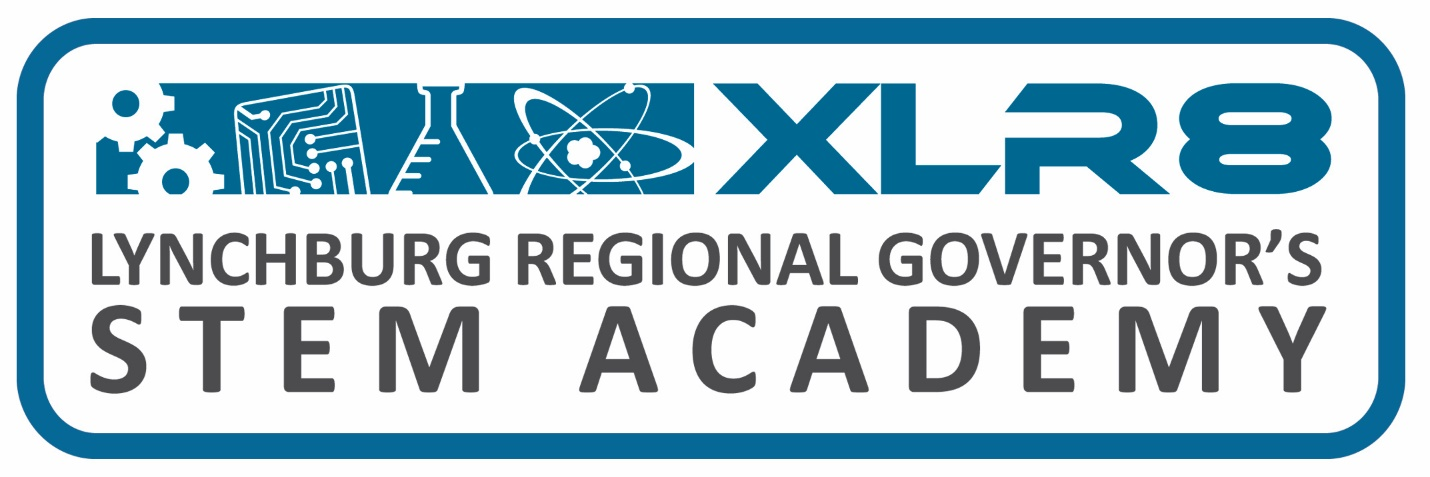 XLR8
LYNCHBURG REGIONAL GOVERNOR’S
STEM ACADEMY